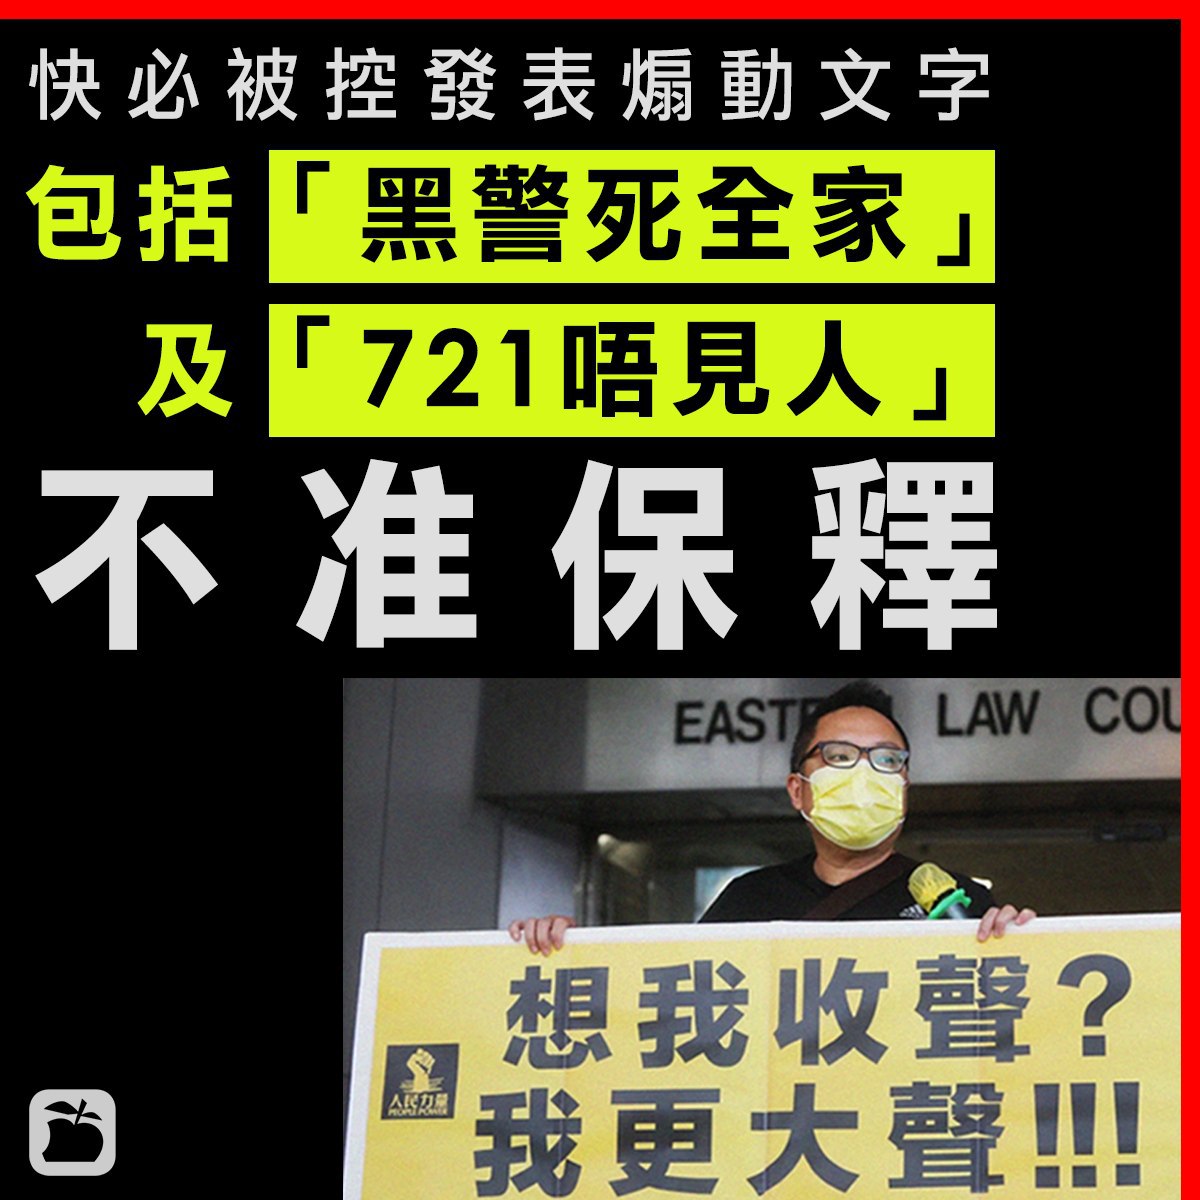 快必被控發表煽動文字
包括「黑警死全家」
及「721唔見人」
不准保釋
EASTE LAW COU
想我收聲?
我更大聲!!!
人民力量
PEOPLE POWER